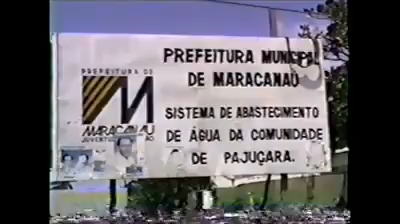 PREFEITURA MUNICIPAL
DE MARACANAÚ
PREFEITURA DE
MARACANAÚ
SISTEMA DE ABASTECIMENTO
DE ÁGUA DA COMUNIDADE
DE PAJUÇARA.